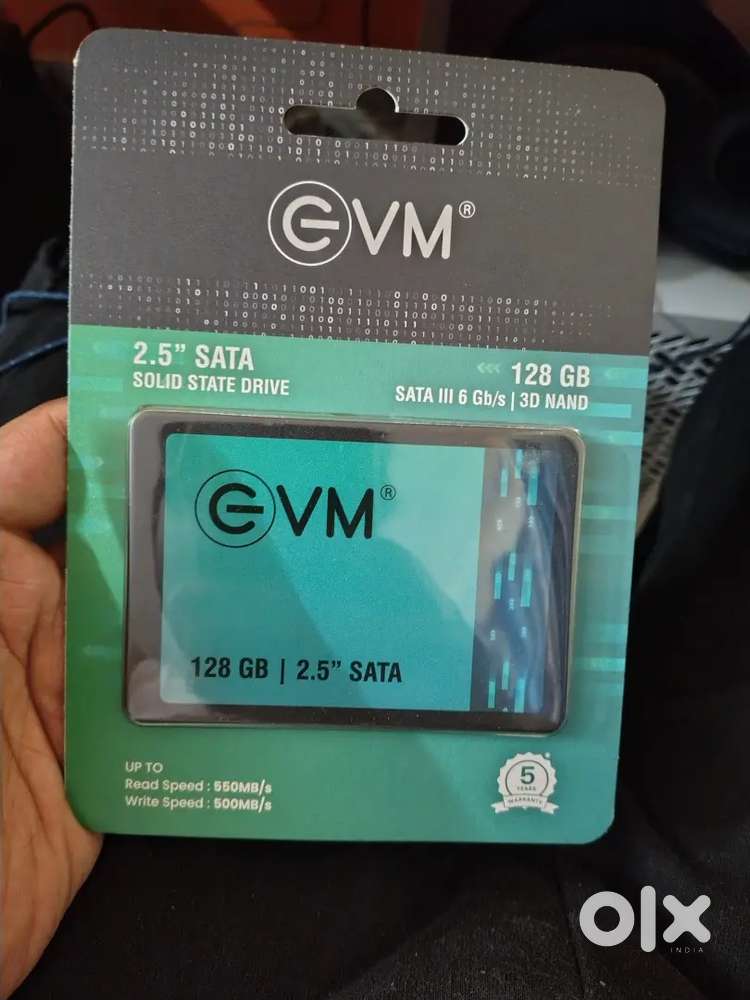 EVM®
2.5” SATA
SOLID STATE DRIVE
<<< 128 GB
SATA III 6 Gb/s | 3D NAND
EVM®
128 GB | 2.5” SATA
UP TO
Read Speed : 550MB/s
Write Speed : 500MB/s
5
YEARS
WARRANTY
olx
INDIA